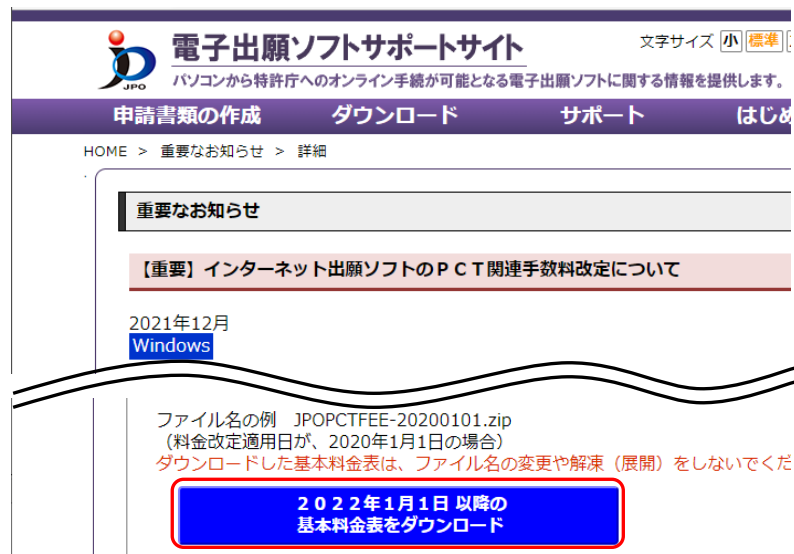 JPO
電子出願ソフトサポートサイト
文字サイズ 小 標準
パソコンから特許庁へのオンライン手続が可能となる電子出願ソフトに関する情報を提供します。
申請書類の作成 ダウンロード サポート はじめ
HOME > 重要なお知らせ > 詳細
重要なお知らせ
【重要】インターネット出願ソフトのＰＣＴ関連手数料改定について
2021年12月
Windows
ファイル名の例 JPOPCTFEE-20200101.zip
（料金改定適用日が、2020年1月1日の場合）
ダウンロードした基本料金表は、ファイル名の変更や解凍（展開）をしないでくだ
２０２２年1月1日 以降の
基本料金表をダウンロード